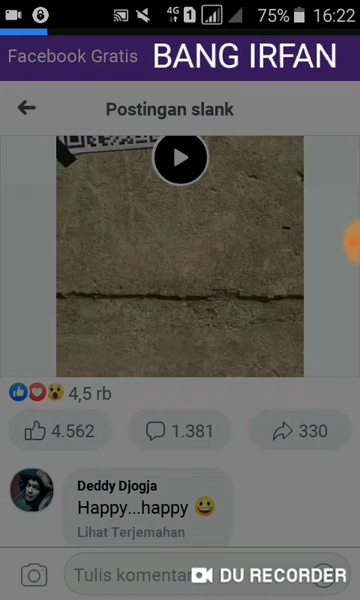 4G 1 75% 16:22
Facebook Gratis BANG IRFAN
Postingan slank
4,5 rb
4.562 1.381 330
Deddy Djogja
Happy...happy 😀
Lihat Terjemahan
Tulis komentar
DU RECORDER